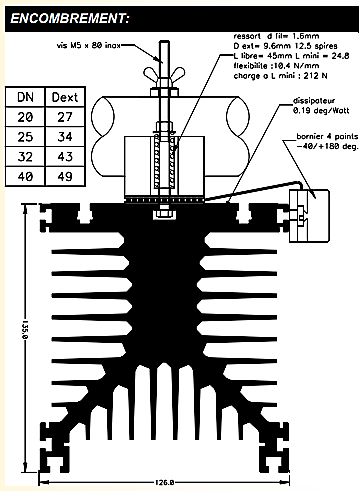 ENCOMBREMENT:
ressort d fil= 1.6mm
D ext= 9.6mm 12.5 spires
L libre= 45mm L mini = 24.8
flexibilite :10.4 N/mm
charge a L mini : 212 N
vis M5 x 80 inox
DN Dext
20 27
25 34
32 43
40 49
dissipateur
0.19 deg/Watt
bornier 4 points
-40/+180 deg.
135.0
126.0